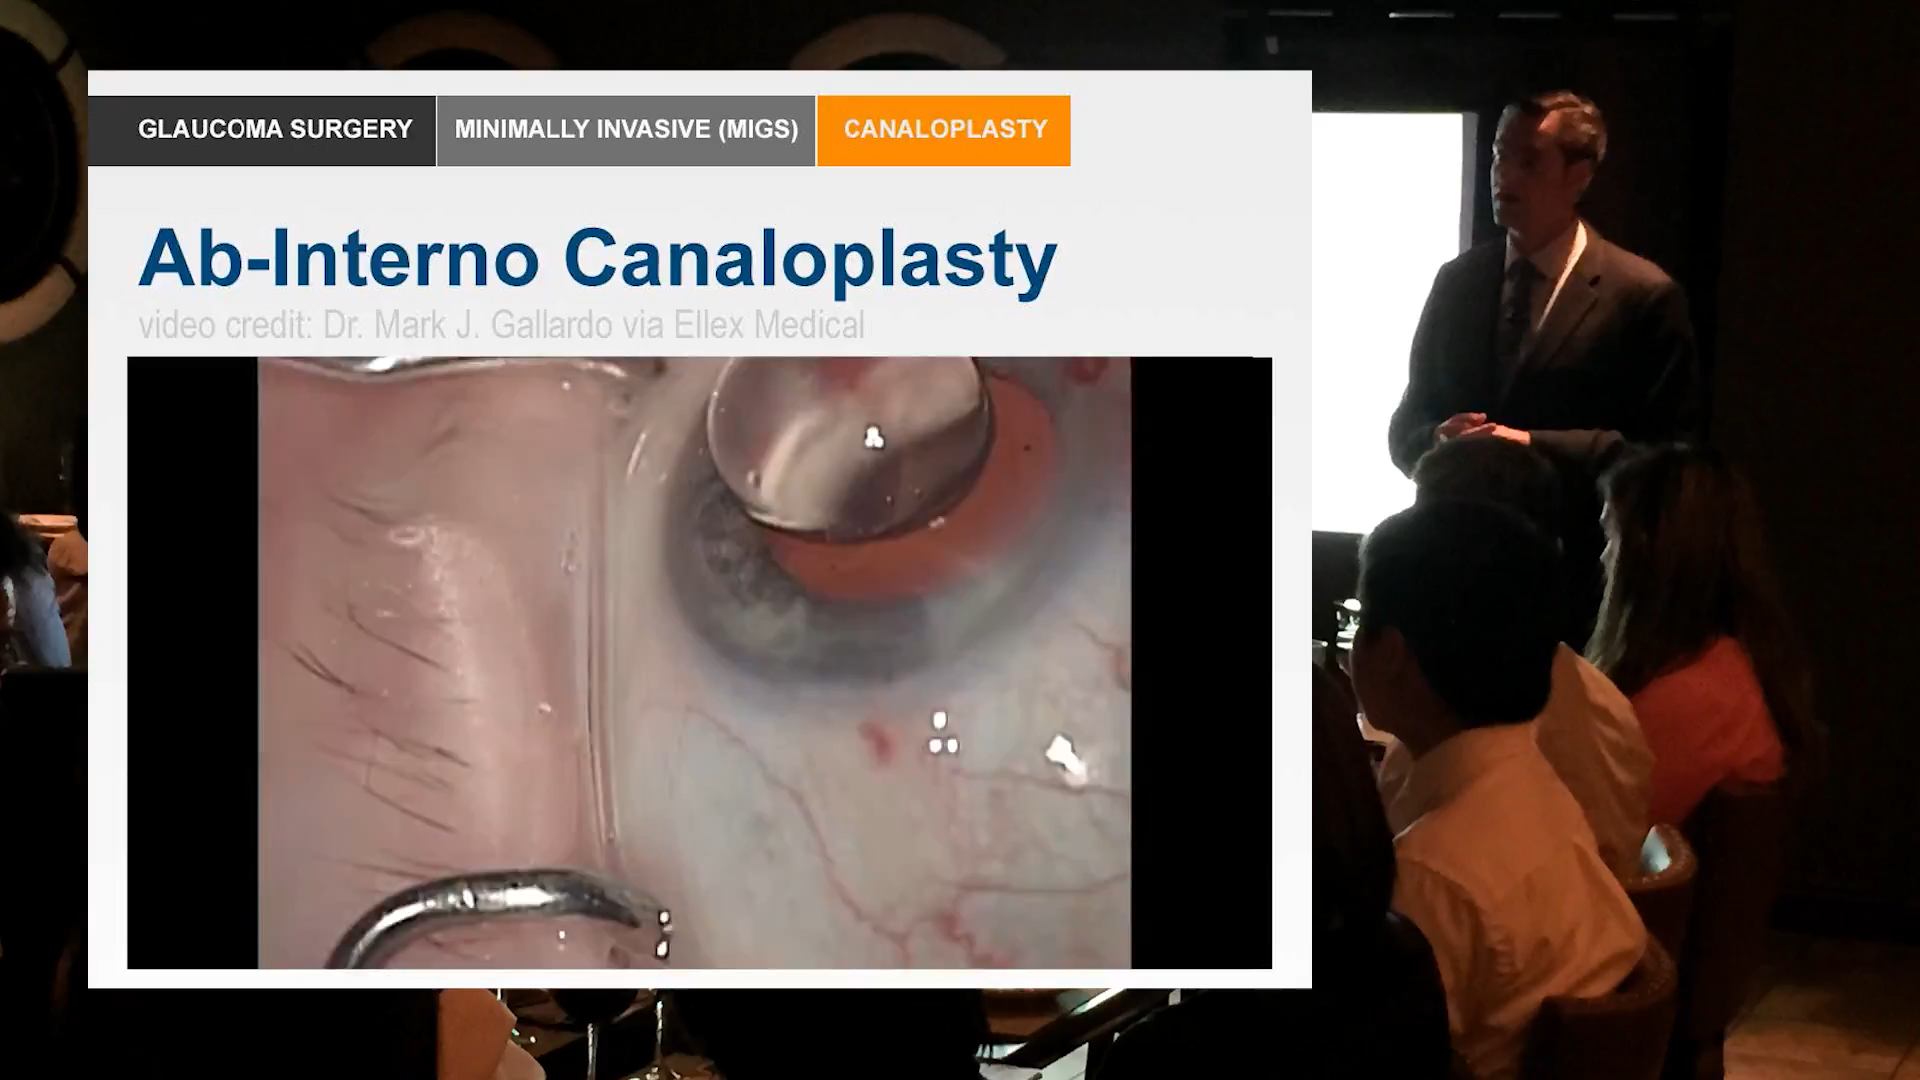 GLAUCOMA SURGERY MINIMALLY INVASIVE (MIGS) CANALOPLASTY
Ab-Interno Canaloplasty
video credit: Dr. Mark J. Gallardo via Ellex Medical